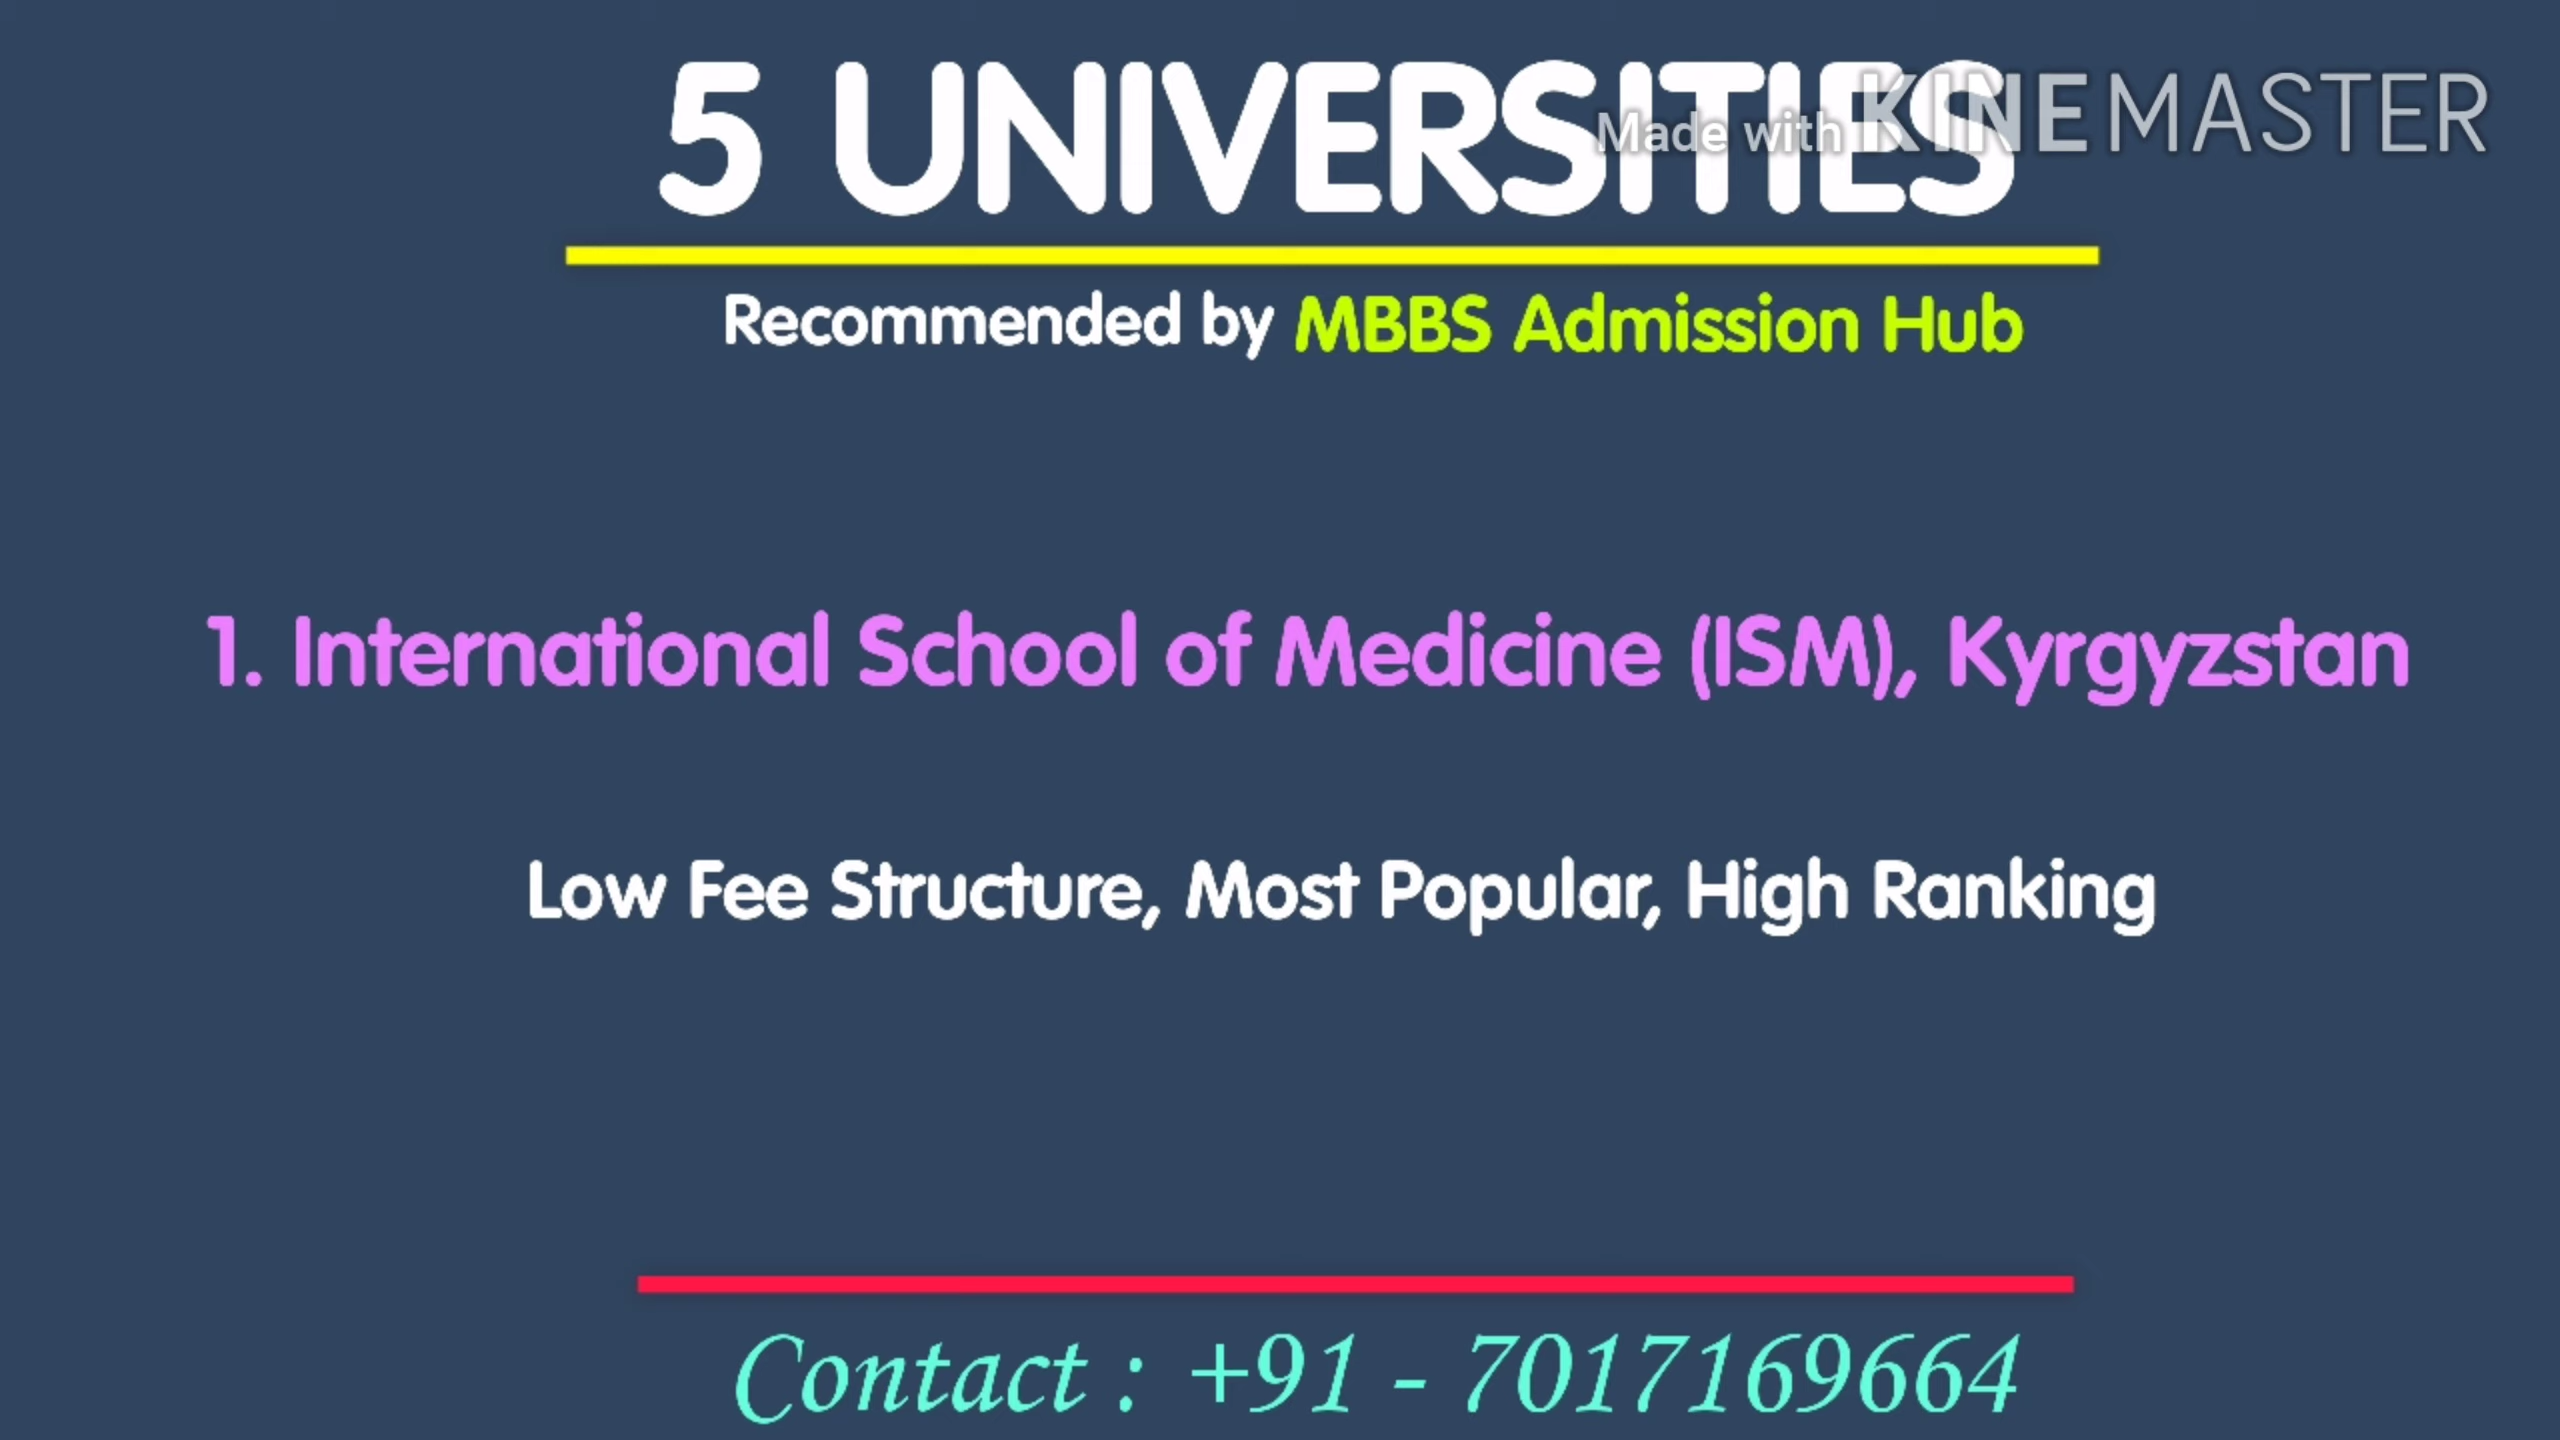 5 UNIVERSITIES
Made with KINEMASTER
Recommended by MBBS Admission Hub
1. International School of Medicine (ISM), Kyrgyzstan
Low Fee Structure, Most Popular, High Ranking
Contact : +91 - 7017169664